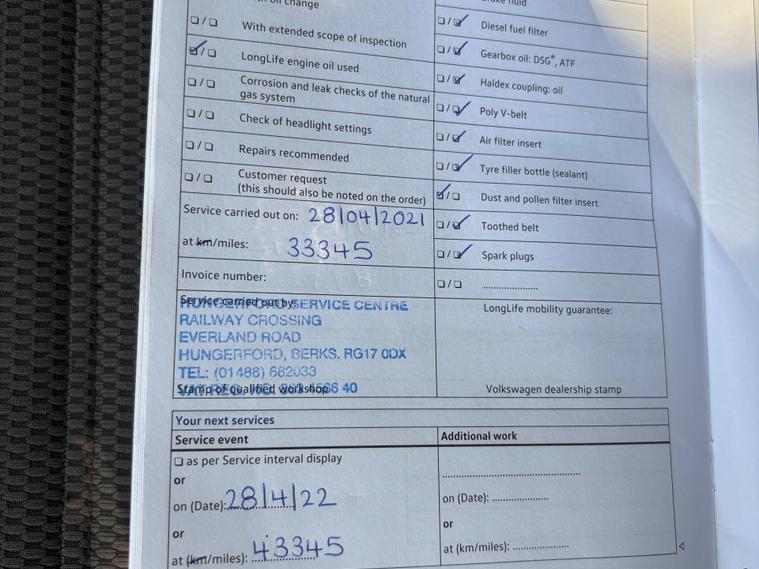 oil change
❏ / ❏ With extended scope of inspection
☑ / ❏ LongLife engine oil used
❏ / ❏ Corrosion and leak checks of the natural
gas system
❏ / ❏ Check of headlight settings
❏ / ❏ Repairs recommended
❏ / ❏ Customer request
(this should also be noted on the order)
Service carried out on: 28/04/2021
at km/miles: 33345
Invoice number:
Service carried out by:
HUNGERFORD SERVICE CENTRE
RAILWAY CROSSING
EVERLAND ROAD
HUNGERFORD, BERKS. RG17 0DX
TEL: (01488) 682033
Stamp of qualified workshop
40
fluid
❏ / ☑ Diesel fuel filter
❏ / ☑ Gearbox oil: DSG®, ATF
❏ / ☑ Haldex coupling: oil
❏ / ☑ Poly V-belt
❏ / ☑ Air filter insert
❏ / ☑ Tyre filler bottle (sealant)
☑ / ❏ Dust and pollen filter insert
❏ / ☑ Toothed belt
❏ / ☑ Spark plugs
❏ / ❏ ....................
LongLife mobility guarantee:
Volkswagen dealership stamp
Your next services
Service event
❏ as per Service interval display
or
on (Date): 28/4/22
or
at (km/miles): 43345
Additional work
..................................................
on (Date): ....................
or
at (km/miles): ....................